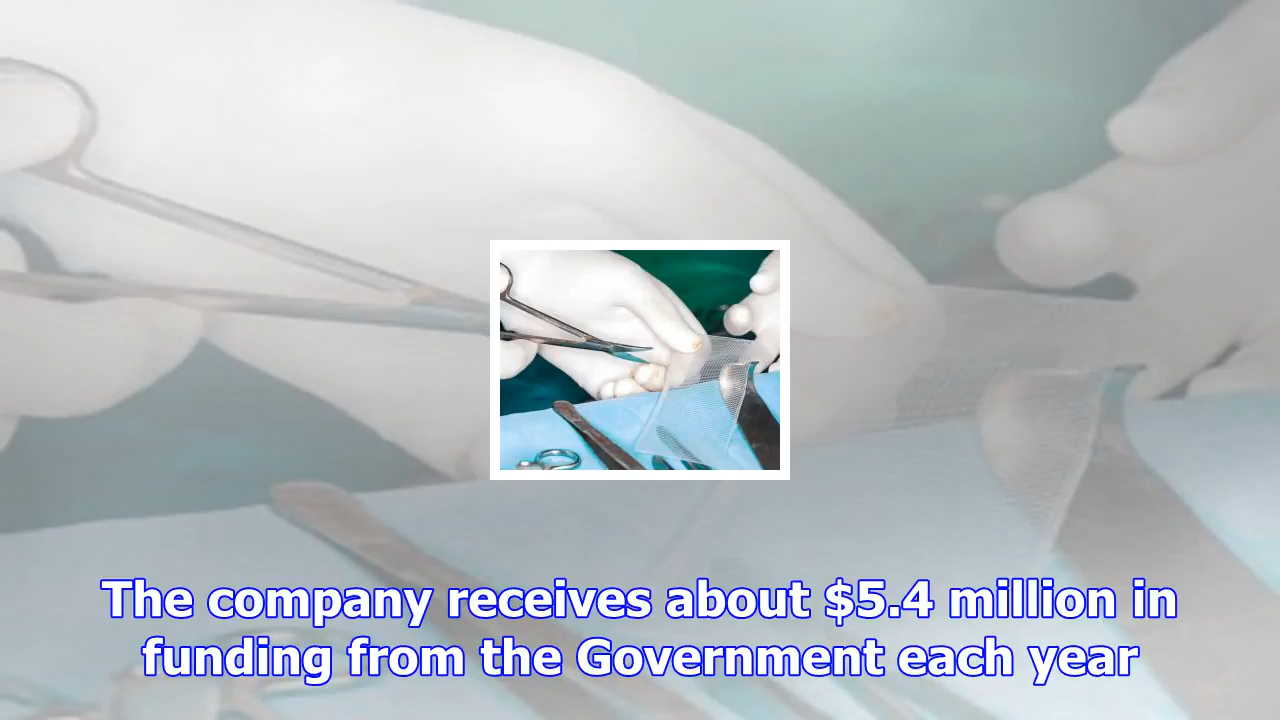 The company receives about $5.4 million in
funding from the Government each year